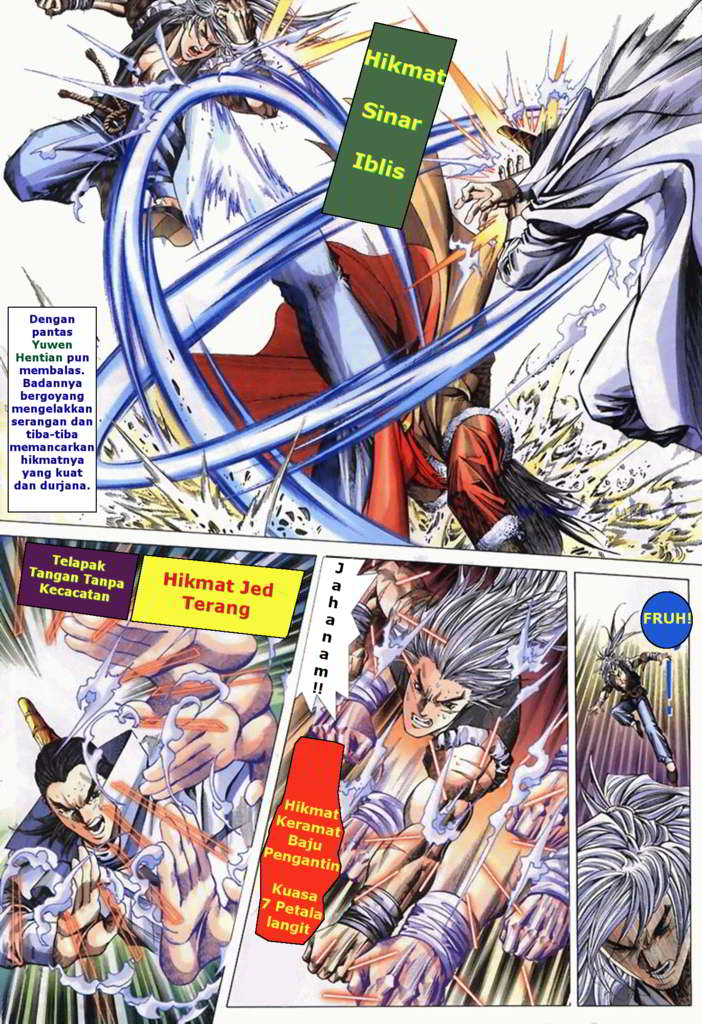 Hikmat
Sinar
Iblis
Dengan
pantas
Yuwen
Hentian pun
membalas.
Badannya
bergoyang
mengelakkan
serangan dan
tiba-tiba
memancarkan
hikmatnya
yang kuat
dan durjana.
Telapak
Tangan Tanpa
Kecacatan
Hikmat Jed
Terang
Jahanam!!
Hikmat
Keramat
Baju
Pengantin
Kuasa
7 Petala
langit
FRUH!